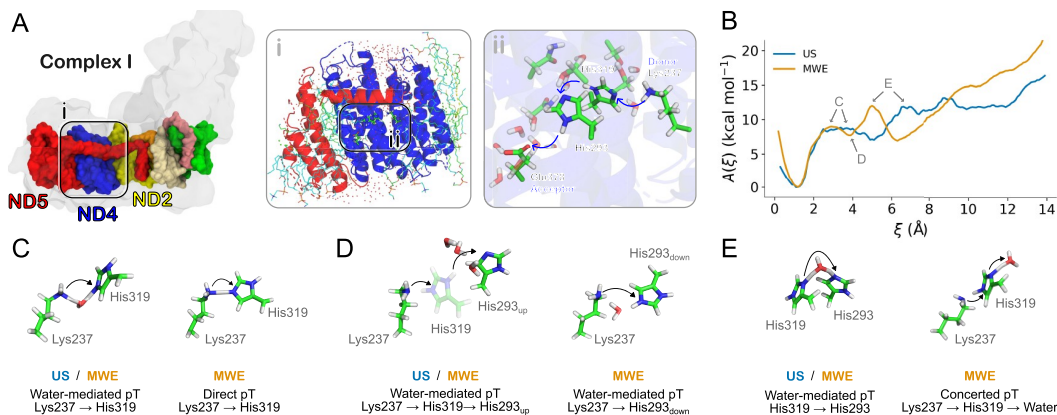 A
Complex I
i
ND5
ND4
ND2
i
ii
ii
Donor
Lys237
His319
His293
Glu378
Acceptor
B
US
MWE
A(ξ) (kcal mol⁻¹)
20
15
10
5
0
C
E
D
0 2 4 6 8 10 12 14
ξ (Å)
C
Lys237
His319
US / MWE
Water-mediated pT
Lys237 → His319
Lys237
His319
MWE
Direct pT
Lys237 → His319
D
Lys237
His319
His293up
US / MWE
Water-mediated pT
Lys237 → His319 → His293up
His293down
Lys237
MWE
Water-mediated pT
Lys237 → His293down
E
His319
His293
US / MWE
Water-mediated pT
His319 → His293
His319
Lys237
MWE
Concerted pT
Lys237 → His319 → Water